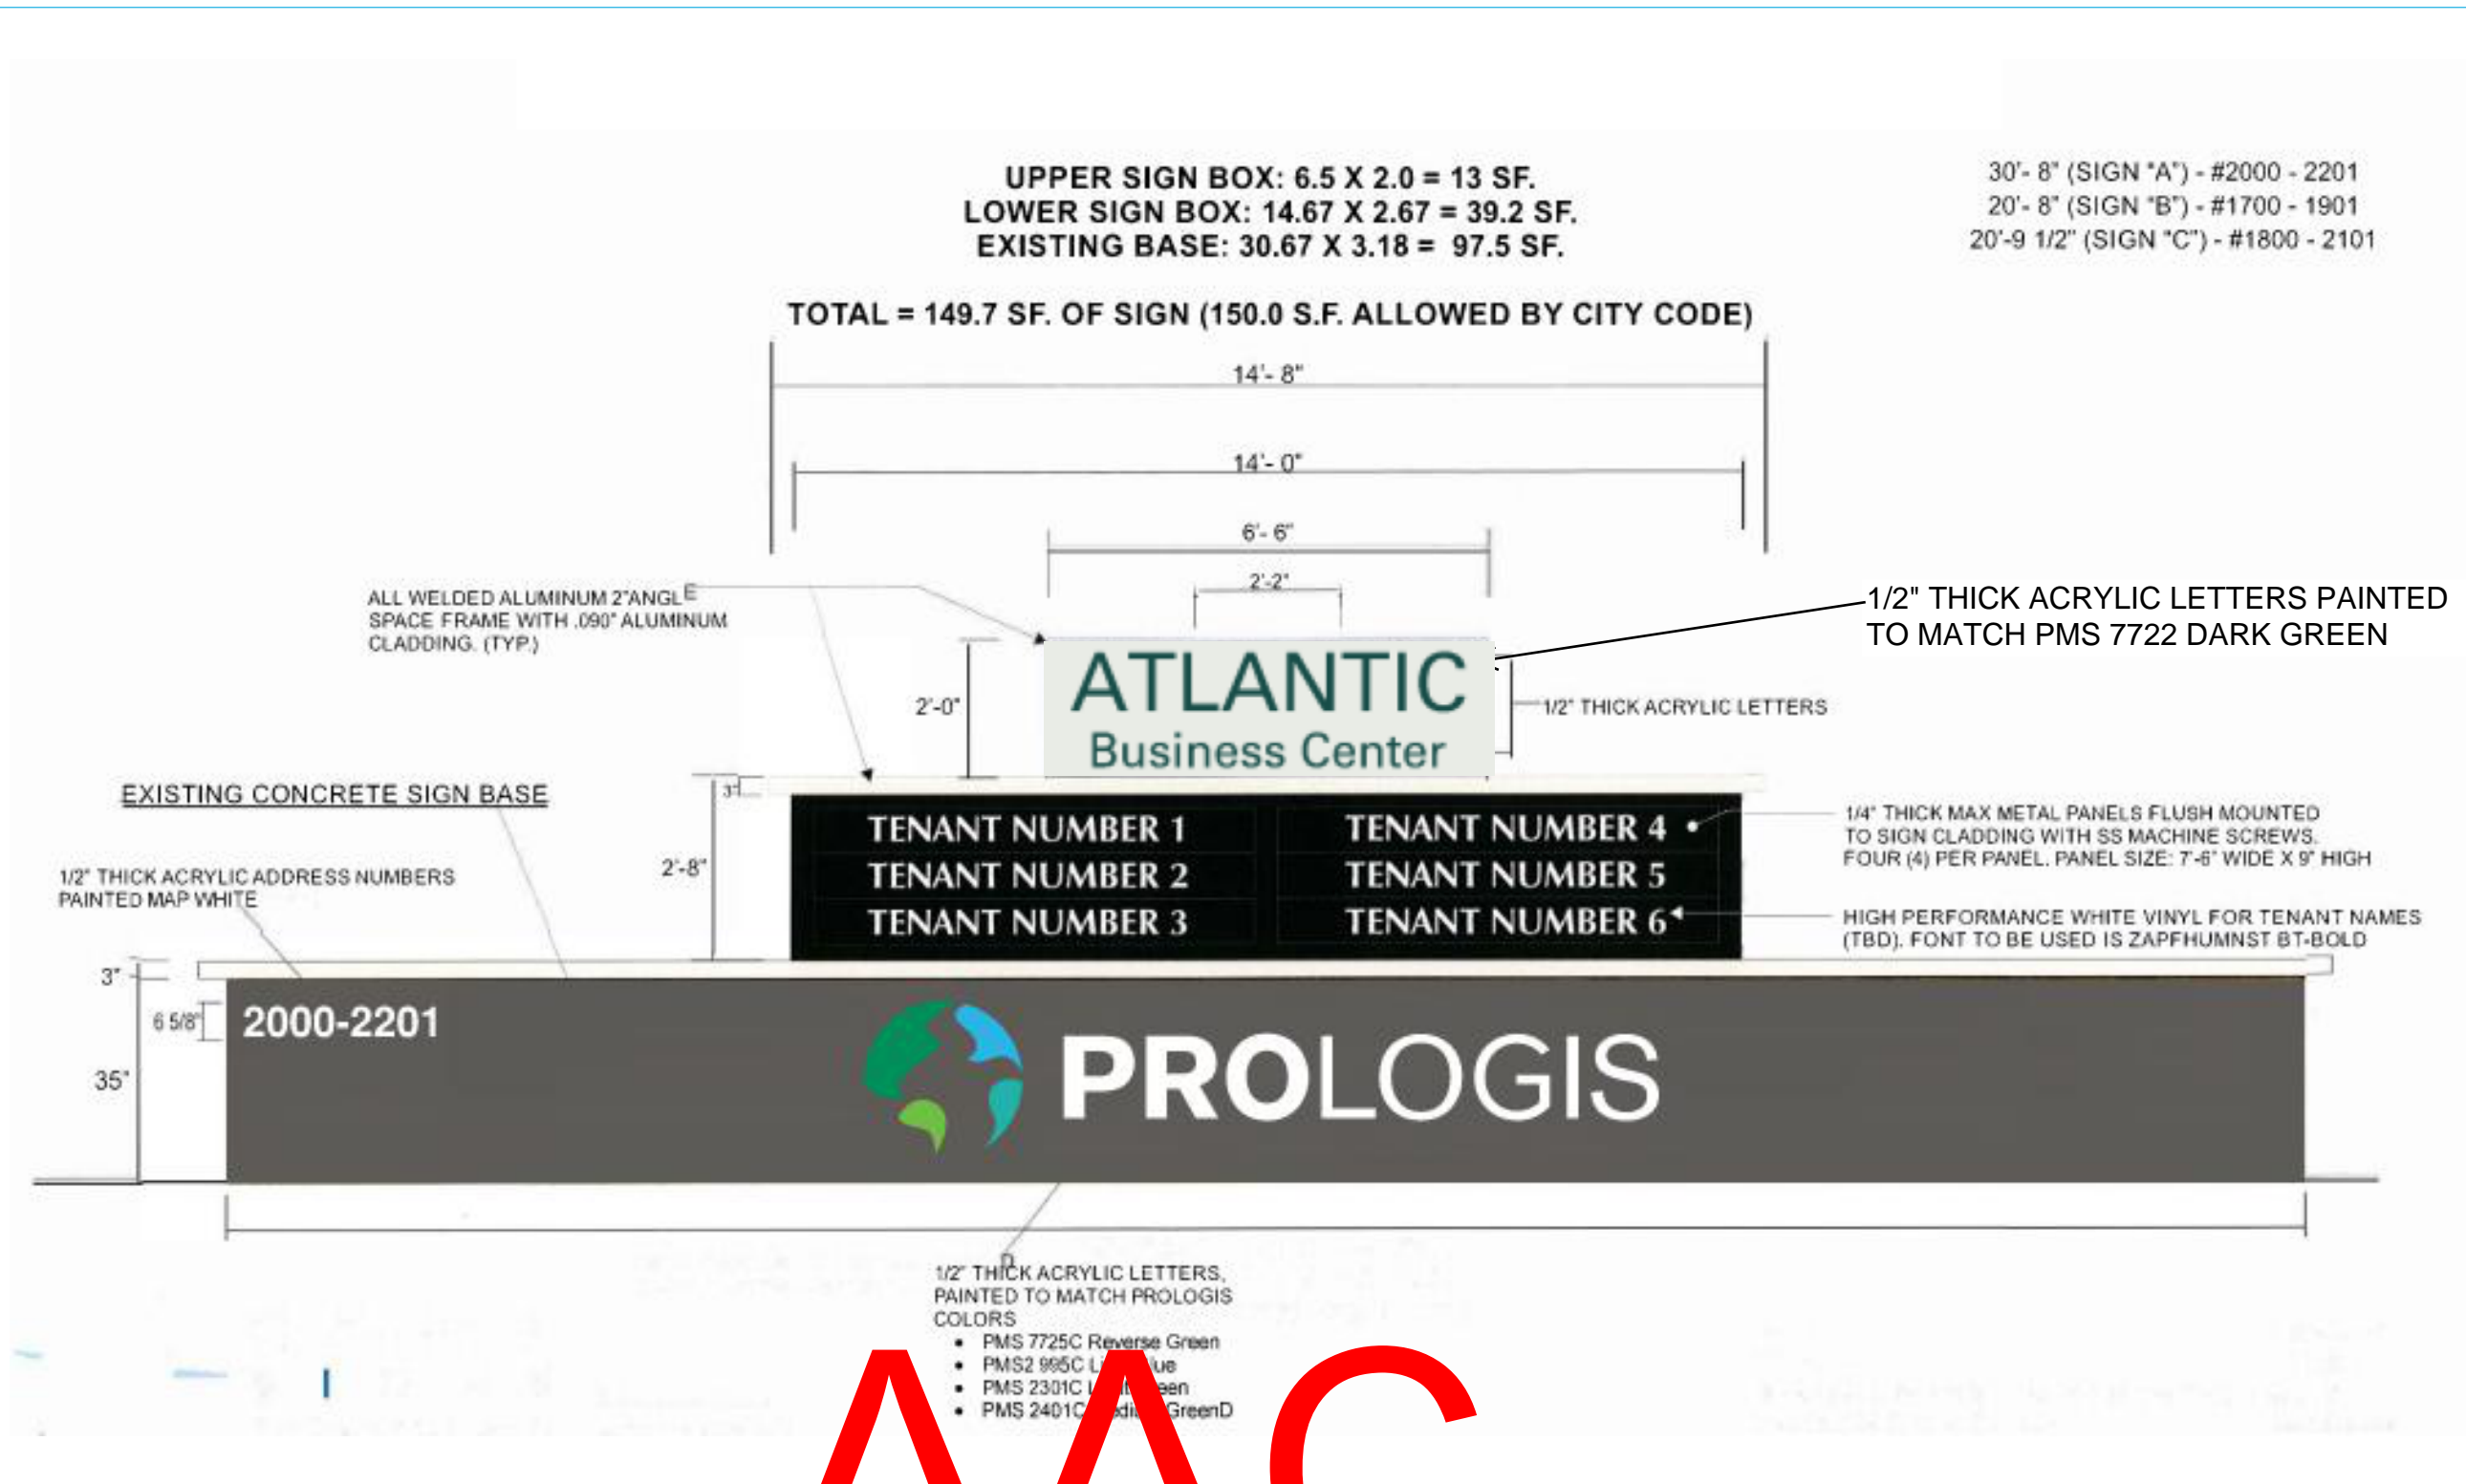 UPPER SIGN BOX: 6.5 X 2.0 = 13 SF.
LOWER SIGN BOX: 14.67 X 2.67 = 39.2 SF.
EXISTING BASE: 30.67 X 3.18 = 97.5 SF.
TOTAL = 149.7 SF. OF SIGN (150.0 S.F. ALLOWED BY CITY CODE)
30'- 8" (SIGN "A") - #2000 - 2201
20'- 8" (SIGN "B") - #1700 - 1901
20'-9 1/2" (SIGN "C") - #1800 - 2101
14'- 8"
14'- 0"
6'- 6"
2'-2"
ALL WELDED ALUMINUM 2"ANGLE
SPACE FRAME WITH .090" ALUMINUM
CLADDING. (TYP.)
1/2" THICK ACRYLIC LETTERS PAINTED
TO MATCH PMS 7722 DARK GREEN
2'-0"
ATLANTIC
Business Center
1/2" THICK ACRYLIC LETTERS
EXISTING CONCRETE SIGN BASE
3"
1/2" THICK ACRYLIC ADDRESS NUMBERS
PAINTED MAP WHITE
2'-8"
TENANT NUMBER 1
TENANT NUMBER 2
TENANT NUMBER 3
TENANT NUMBER 4
TENANT NUMBER 5
TENANT NUMBER 6
1/4" THICK MAX METAL PANELS FLUSH MOUNTED
TO SIGN CLADDING WITH SS MACHINE SCREWS.
FOUR (4) PER PANEL. PANEL SIZE: 7'-6" WIDE X 9" HIGH
HIGH PERFORMANCE WHITE VINYL FOR TENANT NAMES
(TBD). FONT TO BE USED IS ZAPFHUMNST BT-BOLD
3"
6 5/8"
35"
2000-2201
PROLOGIS
D
1/2" THICK ACRYLIC LETTERS,
PAINTED TO MATCH PROLOGIS
COLORS
• PMS 7725C Reverse Green
• PMS2 995C
• PMS 2301C
• PMS 2401C GreenD
AAC